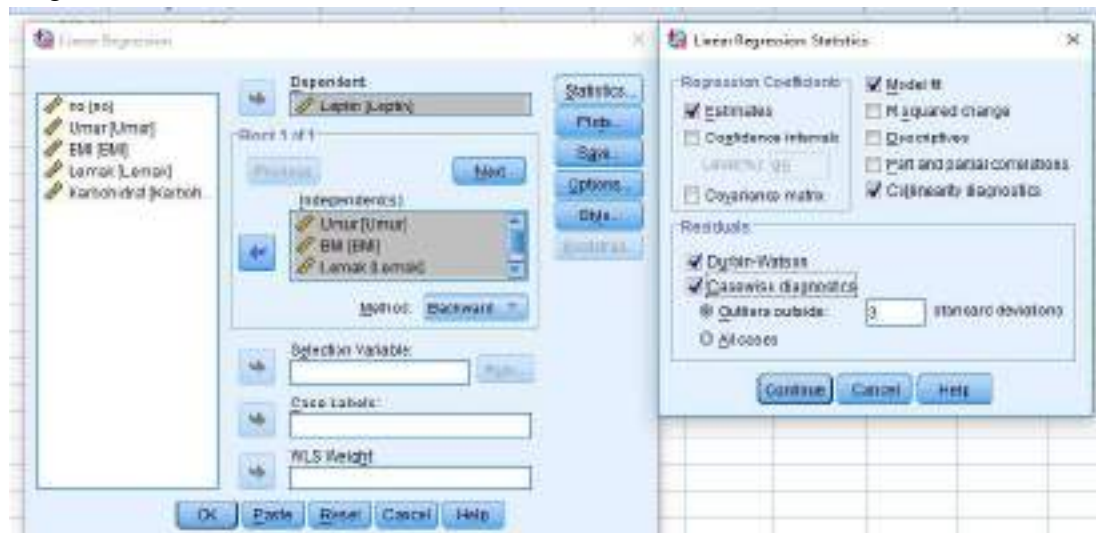 Linear Regression
Dependent:
Leptin [Leptin]
no [no]
Umur [Umur]
BMI [BMI]
Lemak [Lemak]
Karbohidrat [Karboh...
Block 1 of 1
Previous
Next
Independent(s):
Umur [Umur]
BMI [BMI]
Lemak [Lemak]
Method: Backward
Selection Variable:
Rule...
Case Labels:
WLS Weight:
OK Paste Reset Cancel Help
Statistics...
Plots...
Save...
Options...
Style...
Bootstrap...
Linear Regression: Statistics
Regression Coefficients
Estimates
Confidence intervals
Level(%): 95
Covariance matrix
Model fit
R squared change
Descriptives
Part and partial correlations
Collinearity diagnostics
Residuals
Durbin-Watson
Casewise diagnostics
Outliers outside: 3 standard deviations
All cases
Continue Cancel Help